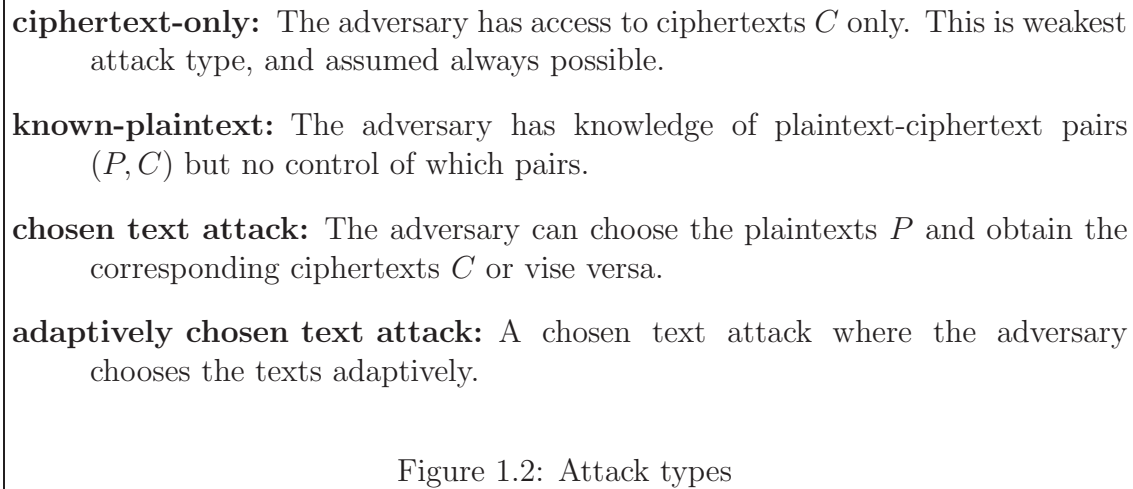 ciphertext-only: The adversary has access to ciphertexts C only. This is weakest
attack type, and assumed always possible.
known-plaintext: The adversary has knowledge of plaintext-ciphertext pairs
(P, C) but no control of which pairs.
chosen text attack: The adversary can choose the plaintexts P and obtain the
corresponding ciphertexts C or vise versa.
adaptively chosen text attack: A chosen text attack where the adversary
chooses the texts adaptively.
Figure 1.2: Attack types